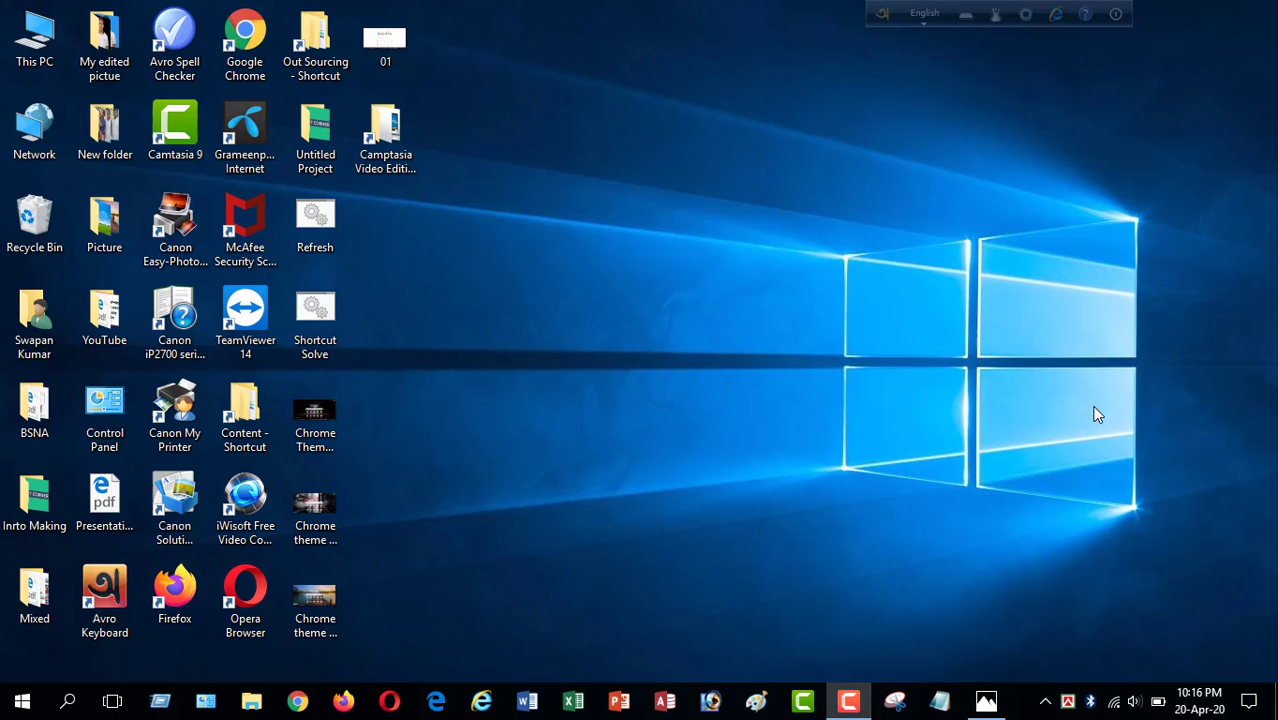 English
This PC
My edited
pictue
Avro Spell
Checker
Google
Chrome
Out Sourcing
- Shortcut
01
Network
New folder
Camtasia 9
Grameenp...
Internet
Untitled
Project
Camptasia
Video Editi...
Recycle Bin
Picture
Canon
Easy-Photo...
McAfee
Security Sc...
Refresh
Swapan
Kumar
YouTube
Canon
iP2700 seri...
TeamViewer
14
Shortcut
Solve
BSNA
Control
Panel
Canon My
Printer
Content -
Shortcut
Chrome
Them...
Inrto Making
Presentati...
Canon
Soluti...
iWisoft Free
Video Co...
Chrome
theme ...
Mixed
Avro
Keyboard
Firefox
Opera
Browser
Chrome
theme ...
10:16 PM
20-Apr-20